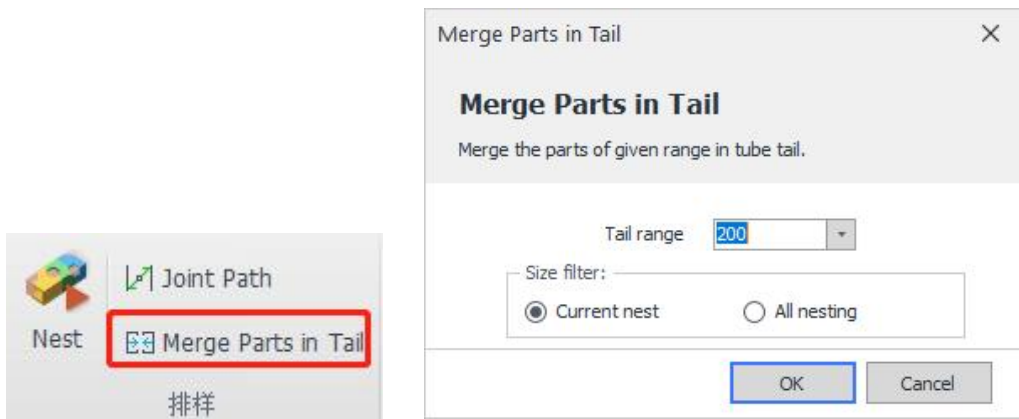 Joint Path
Nest
Merge Parts in Tail
排样
Merge Parts in Tail
Merge Parts in Tail
Merge the parts of given range in tube tail.
Tail range 200
Size filter:
Current nest All nesting
OK Cancel